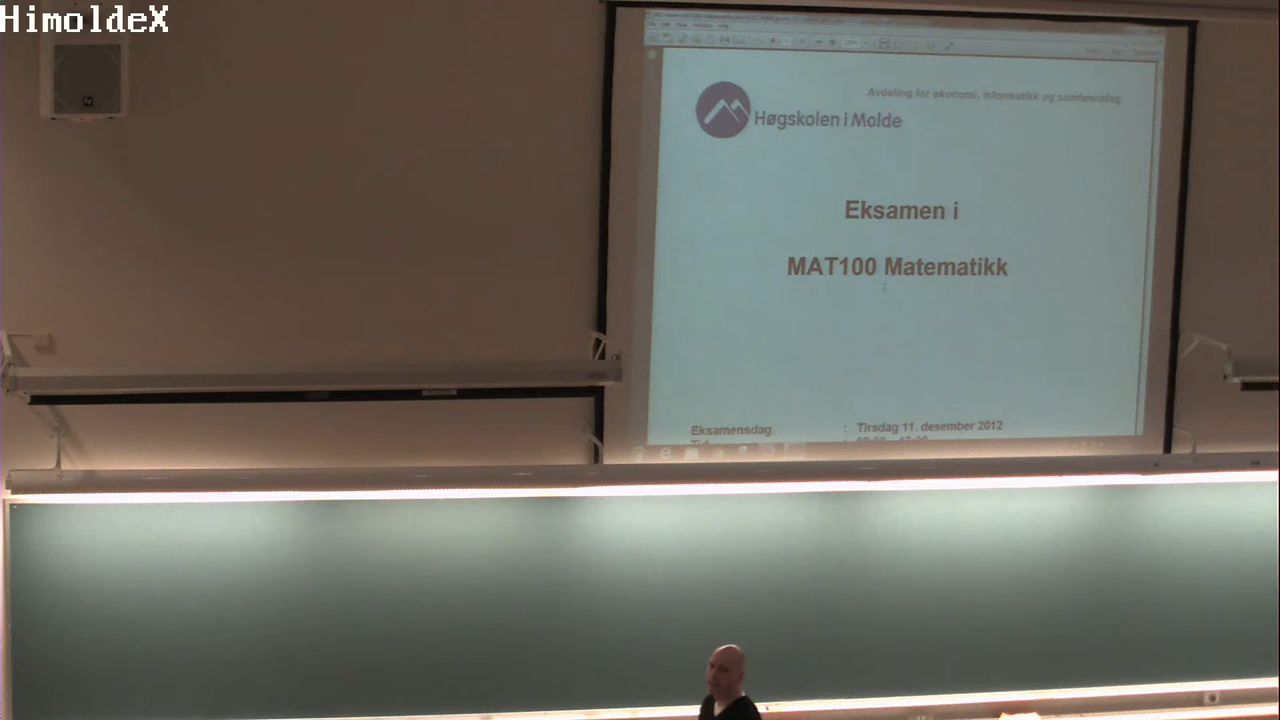 HimoldeX
Avdeling for økonomi, informatikk og samfunnsfag
Høgskolen i Molde
Eksamen i
MAT100 Matematikk
Eksamensdag : Tirsdag 11. desember 2012